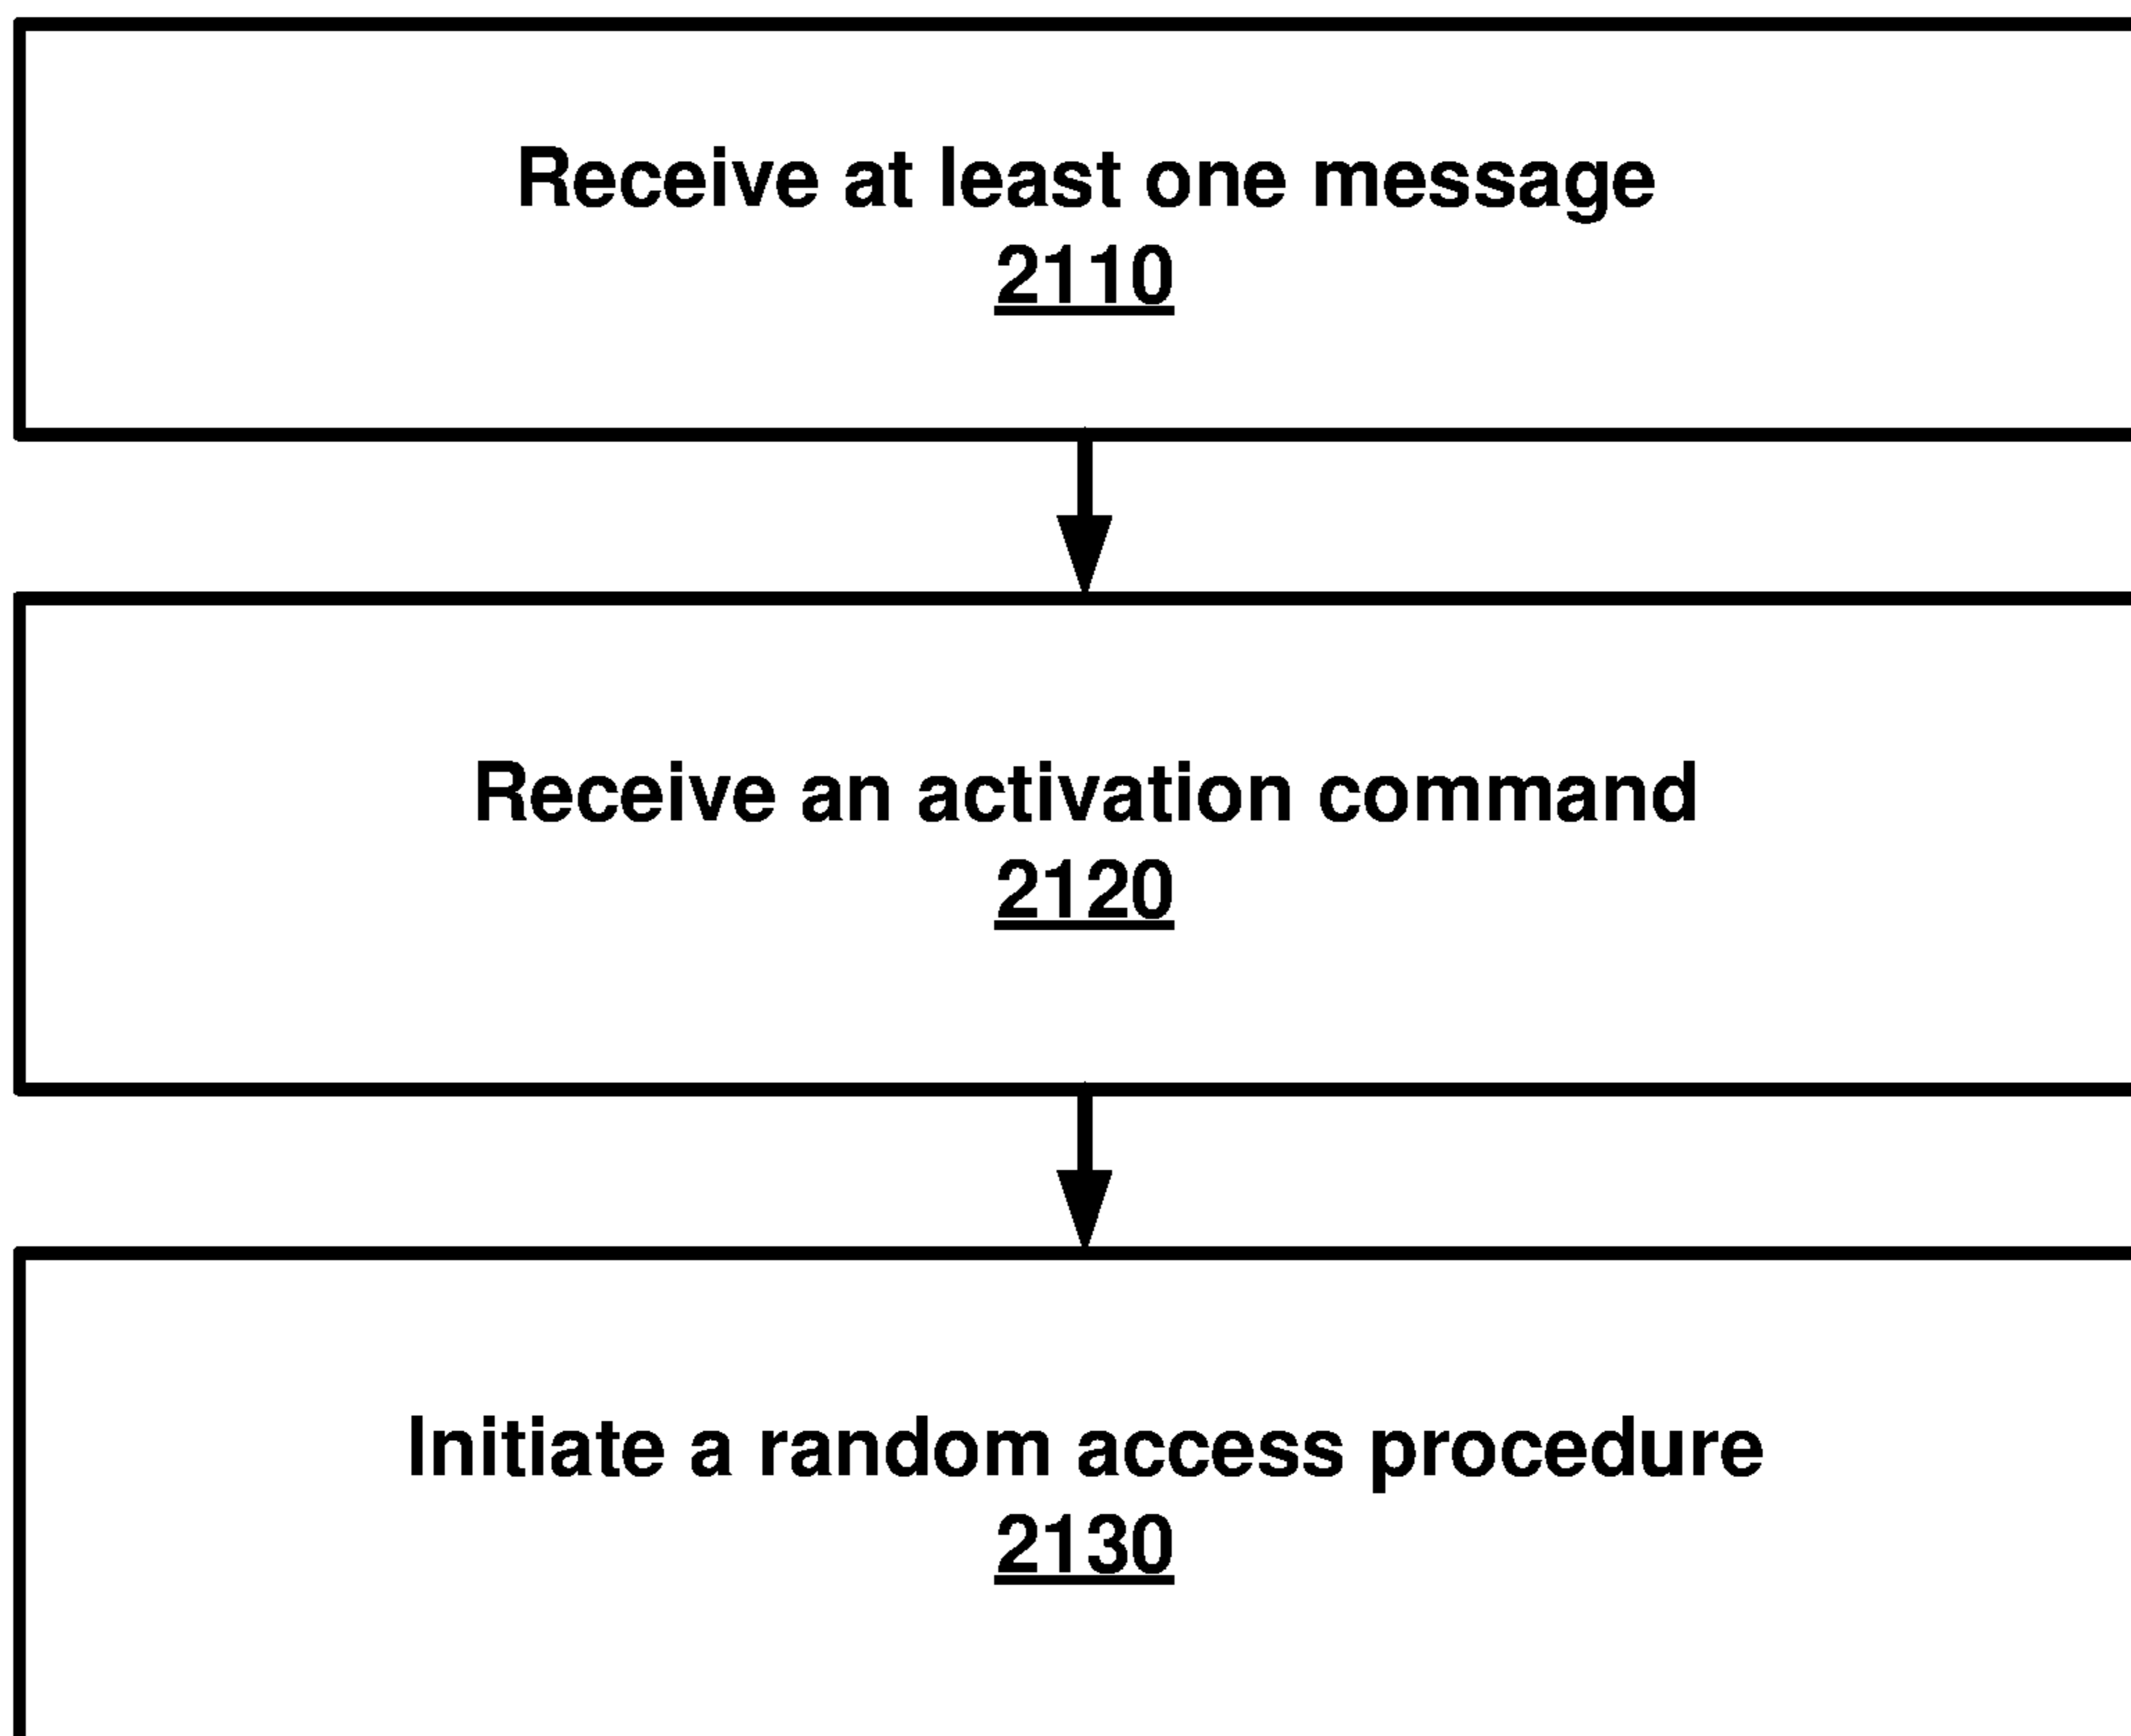 Receive at least one message
2110
Receive an activation command
2120
Initiate a random access procedure
2130